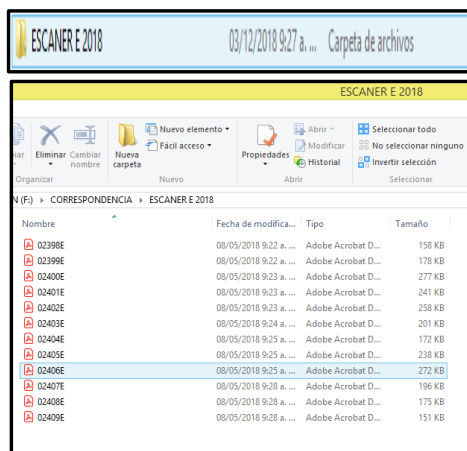 ESCANER E 2018 03/12/2018 9:27 a. ... Carpeta de archivos
ESCANER E 2018
Nuevo elemento
Abrir
Seleccionar todo
Fácil acceso
Modificar
No seleccionar ninguno
iar Eliminar Cambiar nombre
Nueva carpeta
Propiedades
Historial
Invertir selección
Organizar Nuevo Abrir Seleccionar
N (F:) ▸ CORRESPONDENCIA ▸ ESCANER E 2018
Nombre Fecha de modifica... Tipo Tamaño
02398E 08/05/2018 9:22 a. ... Adobe Acrobat D... 158 KB
02399E 08/05/2018 9:22 a. ... Adobe Acrobat D... 178 KB
02400E 08/05/2018 9:23 a. ... Adobe Acrobat D... 277 KB
02401E 08/05/2018 9:23 a. ... Adobe Acrobat D... 241 KB
02402E 08/05/2018 9:23 a. ... Adobe Acrobat D... 258 KB
02403E 08/05/2018 9:24 a. ... Adobe Acrobat D... 201 KB
02404E 08/05/2018 9:25 a. ... Adobe Acrobat D... 172 KB
02405E 08/05/2018 9:25 a. ... Adobe Acrobat D... 238 KB
02406E 08/05/2018 9:25 a. ... Adobe Acrobat D... 272 KB
02407E 08/05/2018 9:28 a. ... Adobe Acrobat D... 196 KB
02408E 08/05/2018 9:28 a. ... Adobe Acrobat D... 175 KB
02409E 08/05/2018 9:28 a. ... Adobe Acrobat D... 151 KB